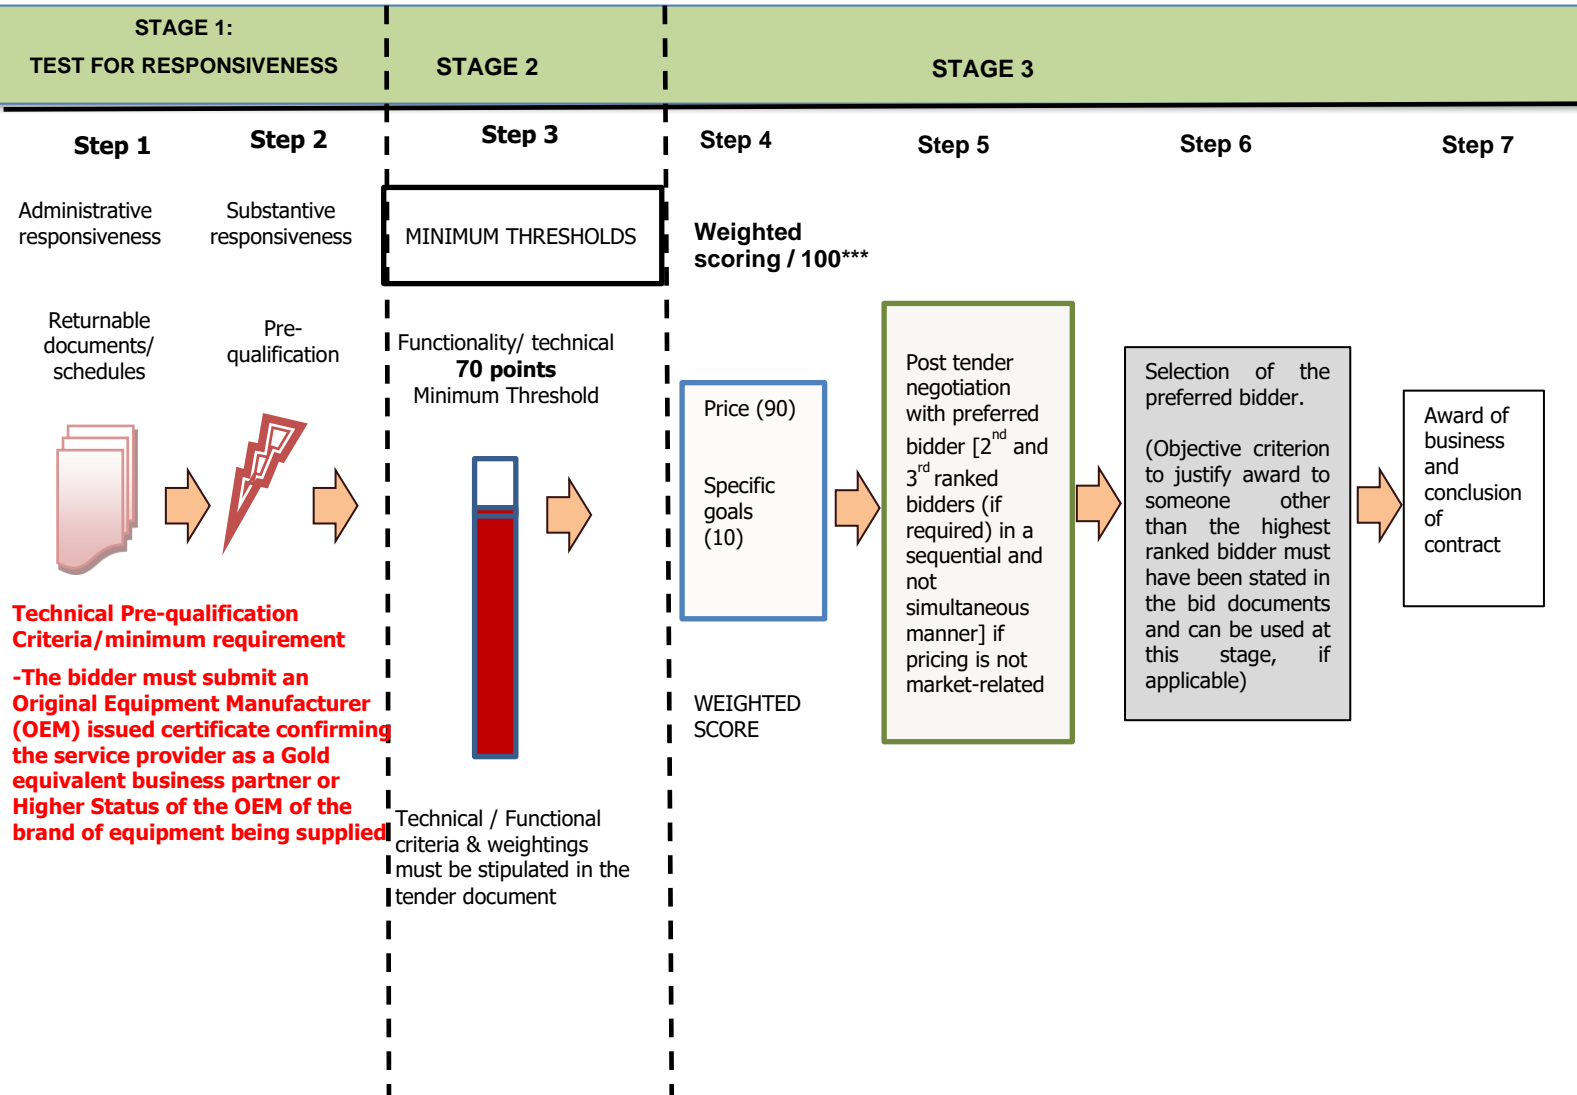 STAGE 1:
TEST FOR RESPONSIVENESS
STAGE 2
STAGE 3
Step 1
Step 2
Step 3
Step 4
Step 5
Step 6
Step 7
Administrative
responsiveness
Substantive
responsiveness
MINIMUM THRESHOLDS
Weighted
scoring / 100***
Returnable
documents/
schedules
Pre-
qualification
Functionality/ technical
70 points
Minimum Threshold
Price (90)
Specific
goals
(10)
WEIGHTED
SCORE
Post tender
negotiation
with preferred
bidder [2nd and
3rd ranked
bidders (if
required) in a
sequential and
not
simultaneous
manner] if
pricing is not
market-related
Selection of the
preferred bidder.
(Objective criterion
to justify award to
someone other
than the highest
ranked bidder must
have been stated in
the bid documents
and can be used at
this stage, if
applicable)
Award of
business
and
conclusion
of
contract
Technical Pre-qualification
Criteria/minimum requirement
-The bidder must submit an
Original Equipment Manufacturer
(OEM) issued certificate confirming
the service provider as a Gold
equivalent business partner or
Higher Status of the OEM of the
brand of equipment being supplied
Technical / Functional
criteria & weightings
must be stipulated in the
tender document